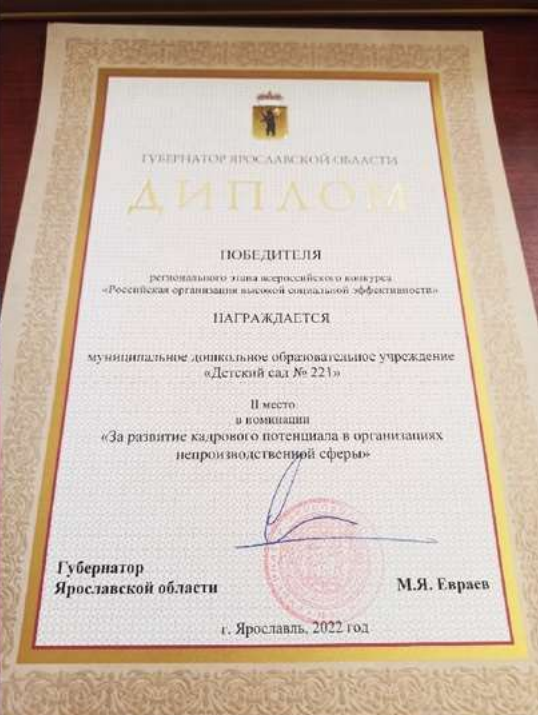 ГУБЕРНАТОР ЯРОСЛАВСКОЙ ОБЛАСТИ
ДИПЛОМ
ПОБЕДИТЕЛЯ
регионального этапа всероссийского конкурса
«Российская организация высокой социальной эффективности»
НАГРАЖДАЕТСЯ
муниципальное дошкольное образовательное учреждение
«Детский сад № 221»
II место
в номинации
«За развитие кадрового потенциала в организациях
непроизводственной сферы»
Губернатор
Ярославской области
М.Я. Евраев
г. Ярославль, 2022 год